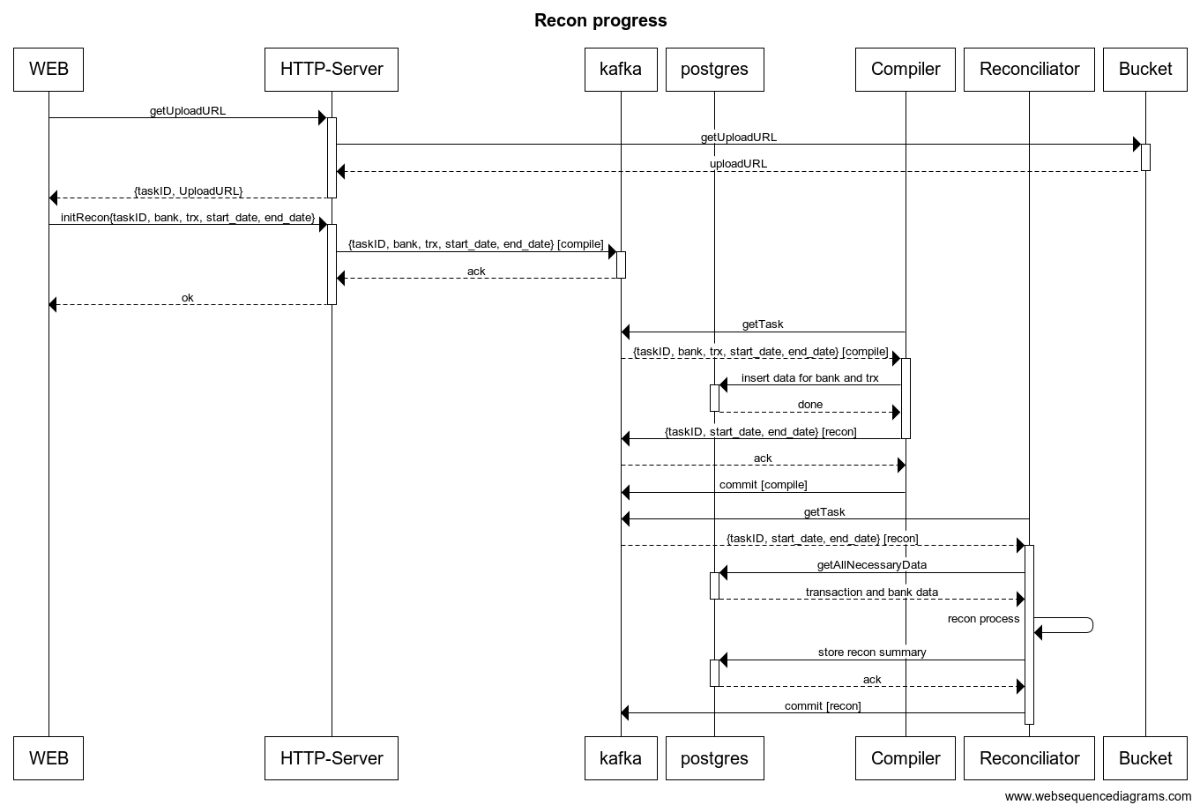 Recon progress
WEB
HTTP-Server
kafka
postgres
Compiler
Reconciliator
Bucket
getUploadURL
getUploadURL
uploadURL
{taskID, UploadURL}
initRecon{taskID, bank, trx, start_date, end_date}
{taskID, bank, trx, start_date, end_date} [compile]
ack
ok
getTask
{taskID, bank, trx, start_date, end_date} [compile]
insert data for bank and trx
done
{taskID, start_date, end_date} [recon]
ack
commit [compile]
getTask
{taskID, start_date, end_date} [recon]
getAllNecessaryData
transaction and bank data
recon process
store recon summary
ack
commit [recon]
WEB
HTTP-Server
kafka
postgres
Compiler
Reconciliator
Bucket
www.websequencediagrams.com